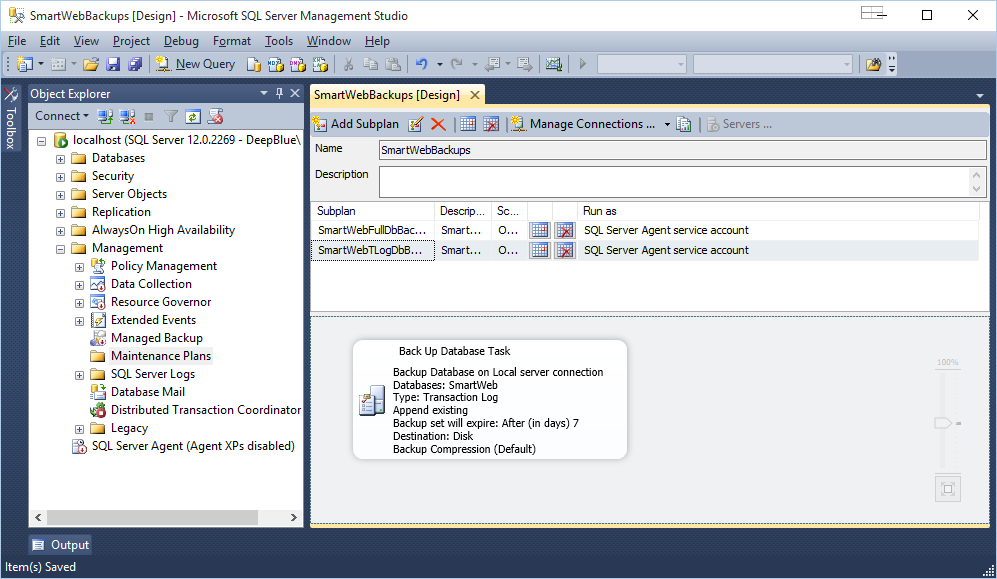 SmartWebBackups [Design] - Microsoft SQL Server Management Studio
File Edit View Project Debug Format Tools Window Help
New Query
Toolbox
Object Explorer
Connect
localhost (SQL Server 12.0.2269 - DeepBlue\
Databases
Security
Server Objects
Replication
AlwaysOn High Availability
Management
Policy Management
Data Collection
Resource Governor
Extended Events
Managed Backup
Maintenance Plans
SQL Server Logs
Database Mail
Distributed Transaction Coordinator
Legacy
SQL Server Agent (Agent XPs disabled)
SmartWebBackups [Design]
Add Subplan Manage Connections ... Servers ...
Name SmartWebBackups
Description
Subplan Descrip... Sc... Run as
SmartWebFullDbBac... Smart... O... SQL Server Agent service account
SmartWebTLogDbB... Smart... O... SQL Server Agent service account
Back Up Database Task
Backup Database on Local server connection
Databases: SmartWeb
Type: Transaction Log
Append existing
Backup set will expire: After (in days) 7
Destination: Disk
Backup Compression (Default)
100%
Output
Item(s) Saved